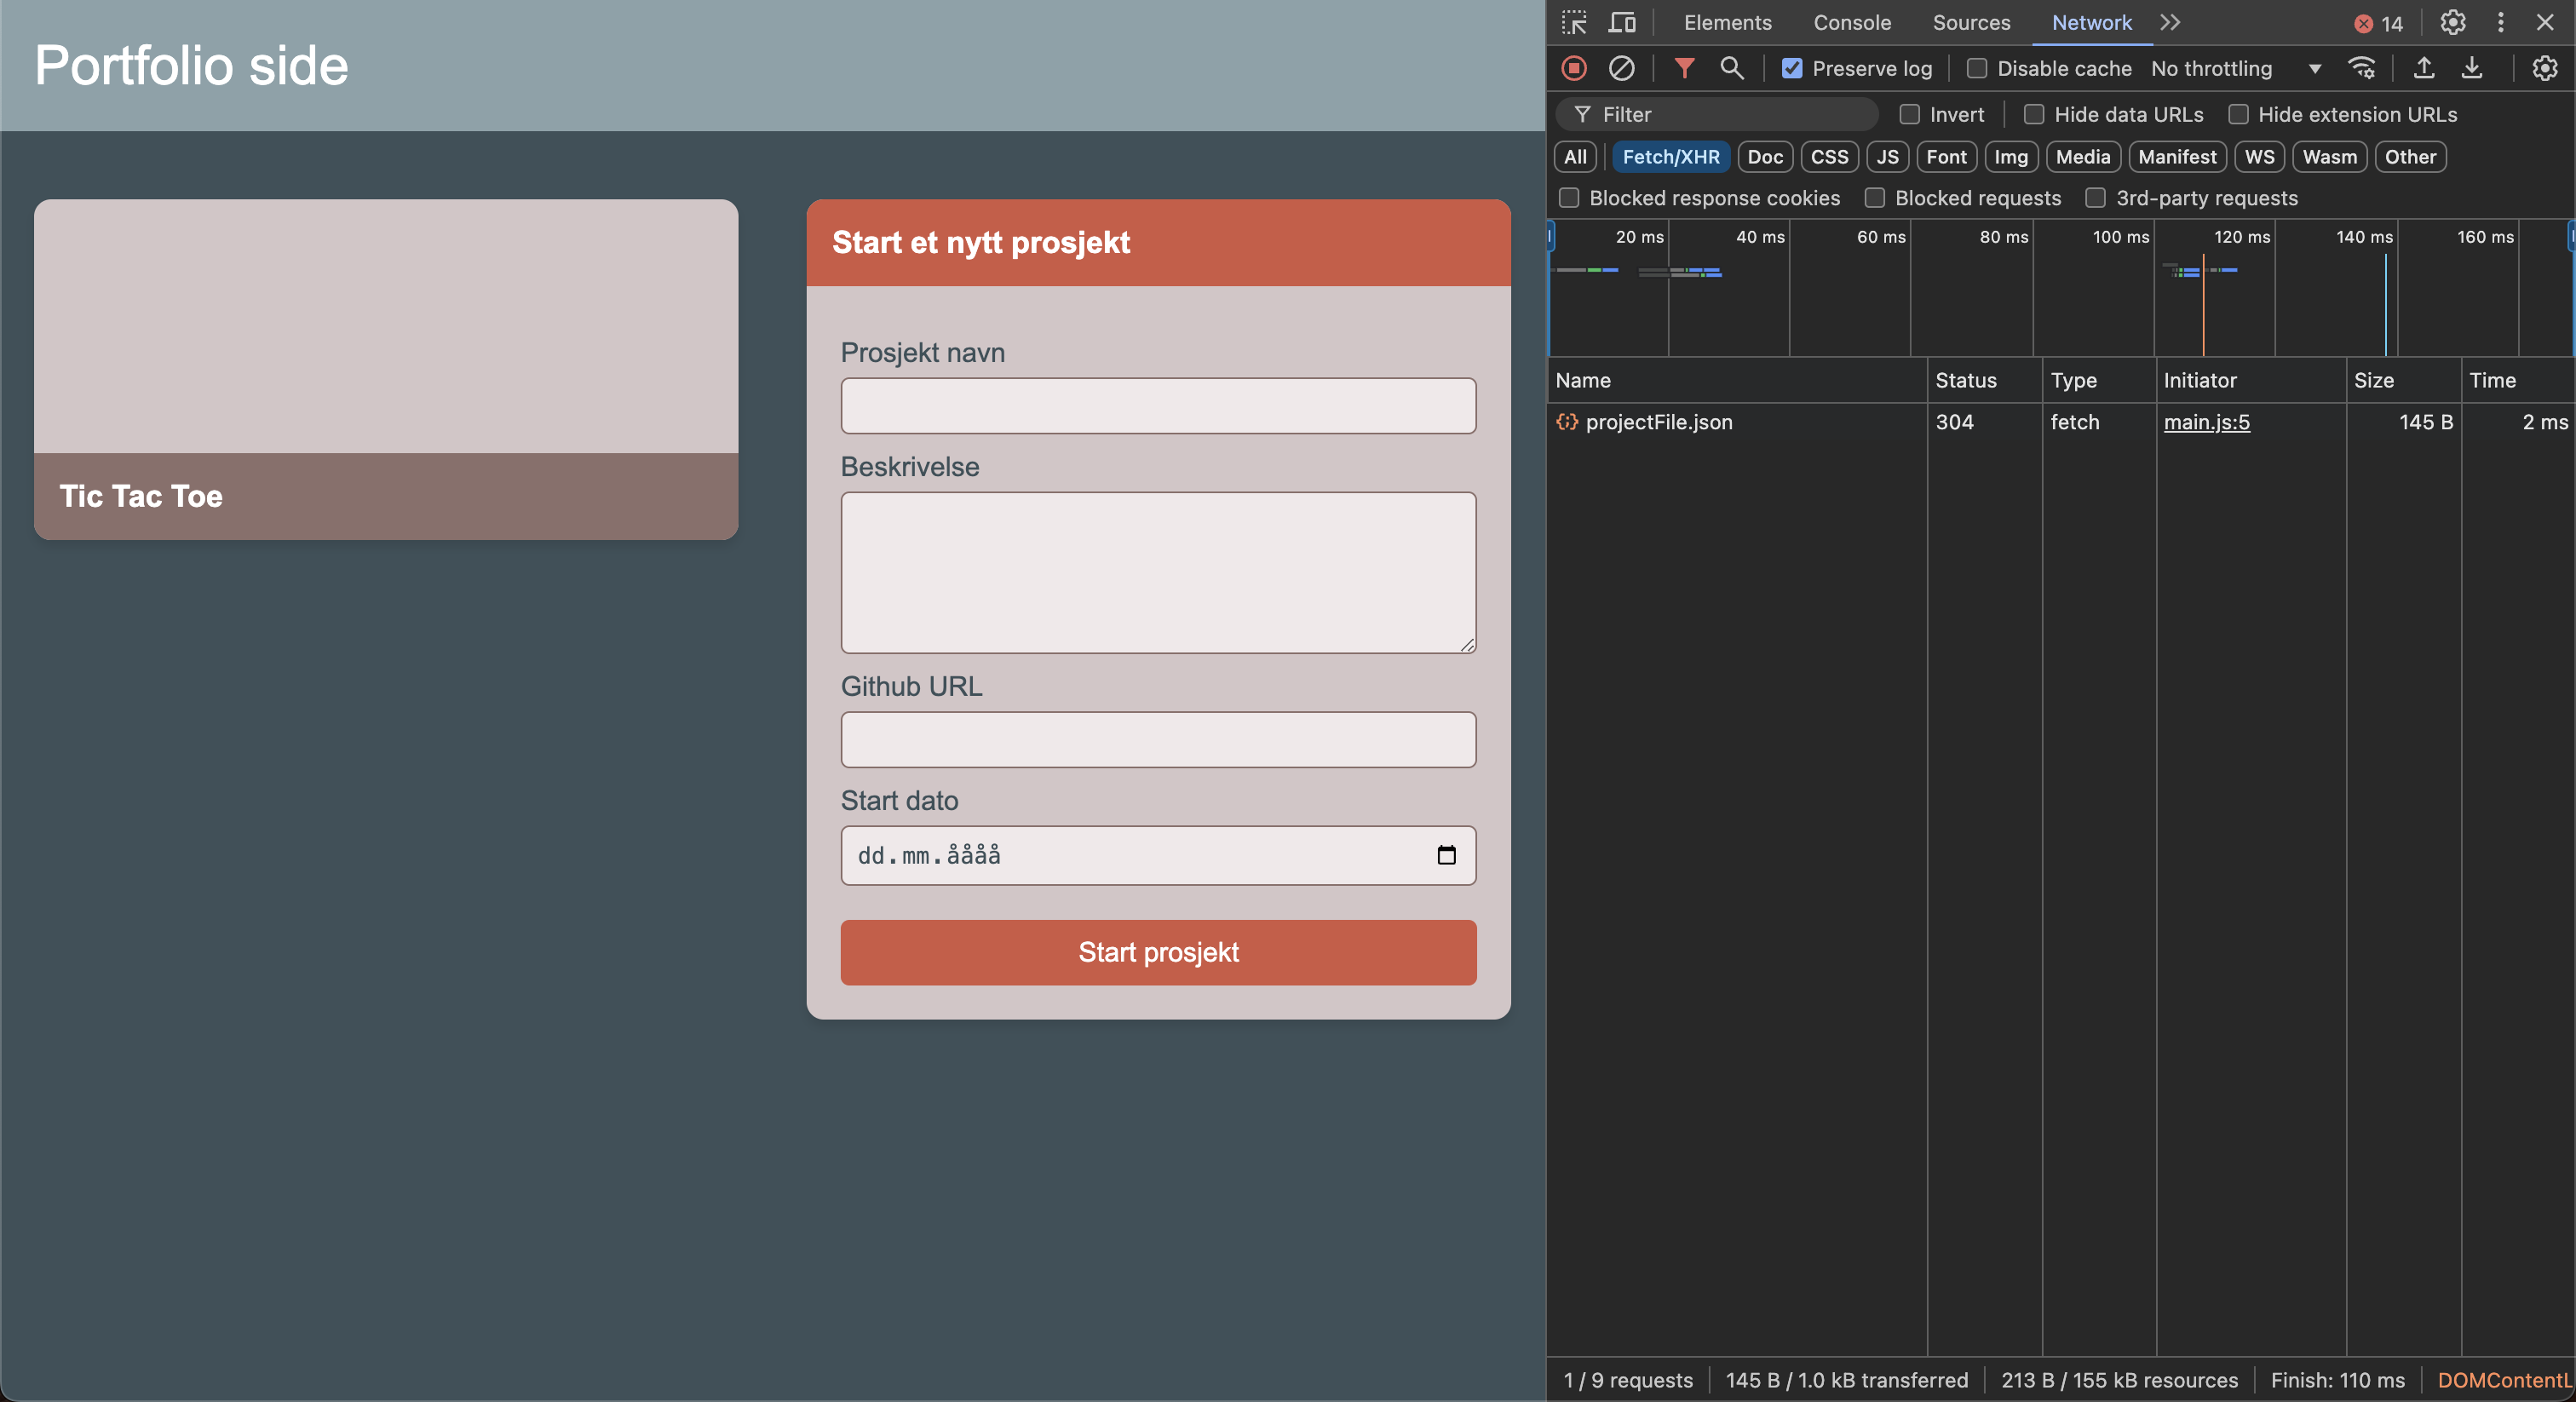 Portfolio side
Tic Tac Toe
Start et nytt prosjekt
Prosjekt navn
Beskrivelse
Github URL
Start dato
dd.mm.åååå
Start prosjekt
Elements Console Sources Network 14
Preserve log Disable cache No throttling
Filter Invert Hide data URLs Hide extension URLs
All Fetch/XHR Doc CSS JS Font Img Media Manifest WS Wasm Other
Blocked response cookies Blocked requests 3rd-party requests
20 ms 40 ms 60 ms 80 ms 100 ms 120 ms 140 ms 160 ms
Name Status Type Initiator Size Time
projectFile.json 304 fetch main.js:5 145 B 2 ms
1 / 9 requests 145 B / 1.0 kB transferred 213 B / 155 kB resources Finish: 110 ms DOMContentL